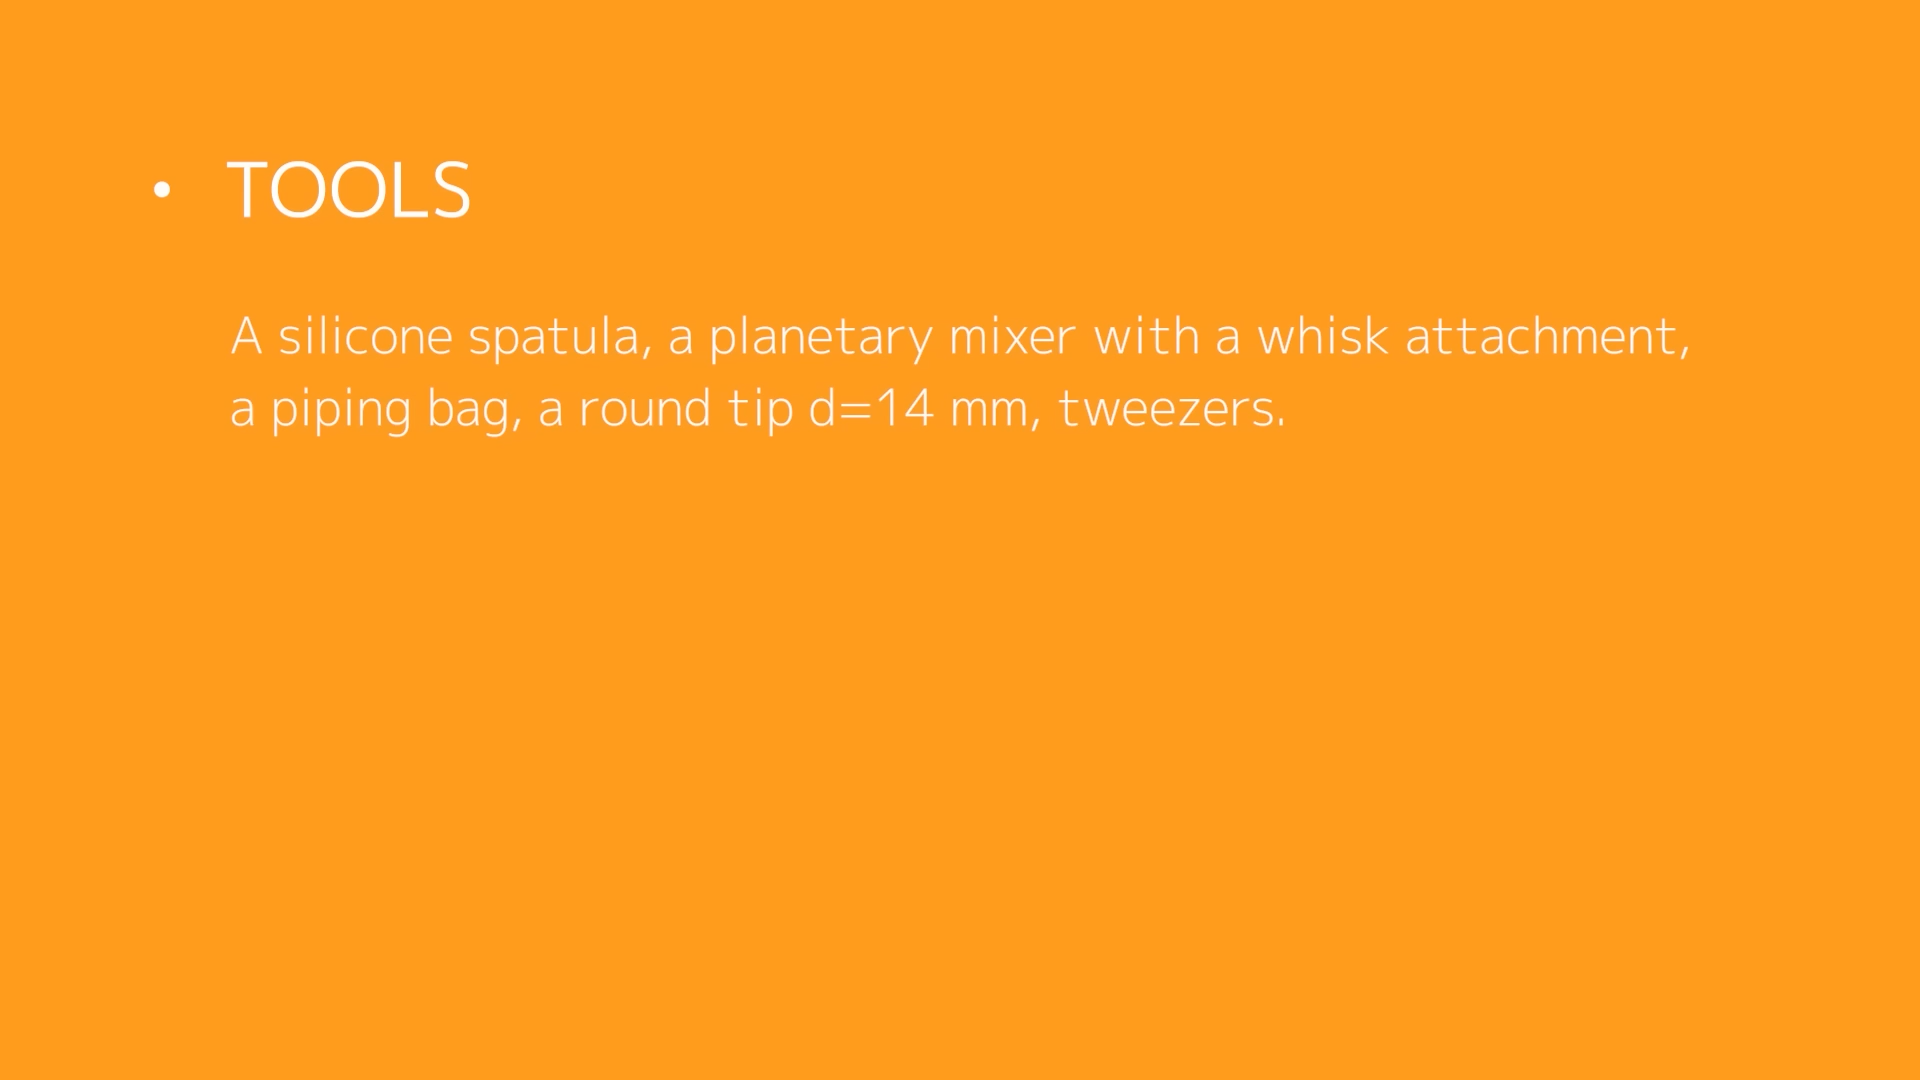 • TOOLS
A silicone spatula, a planetary mixer with a whisk attachment,
a piping bag, a round tip d=14 mm, tweezers.